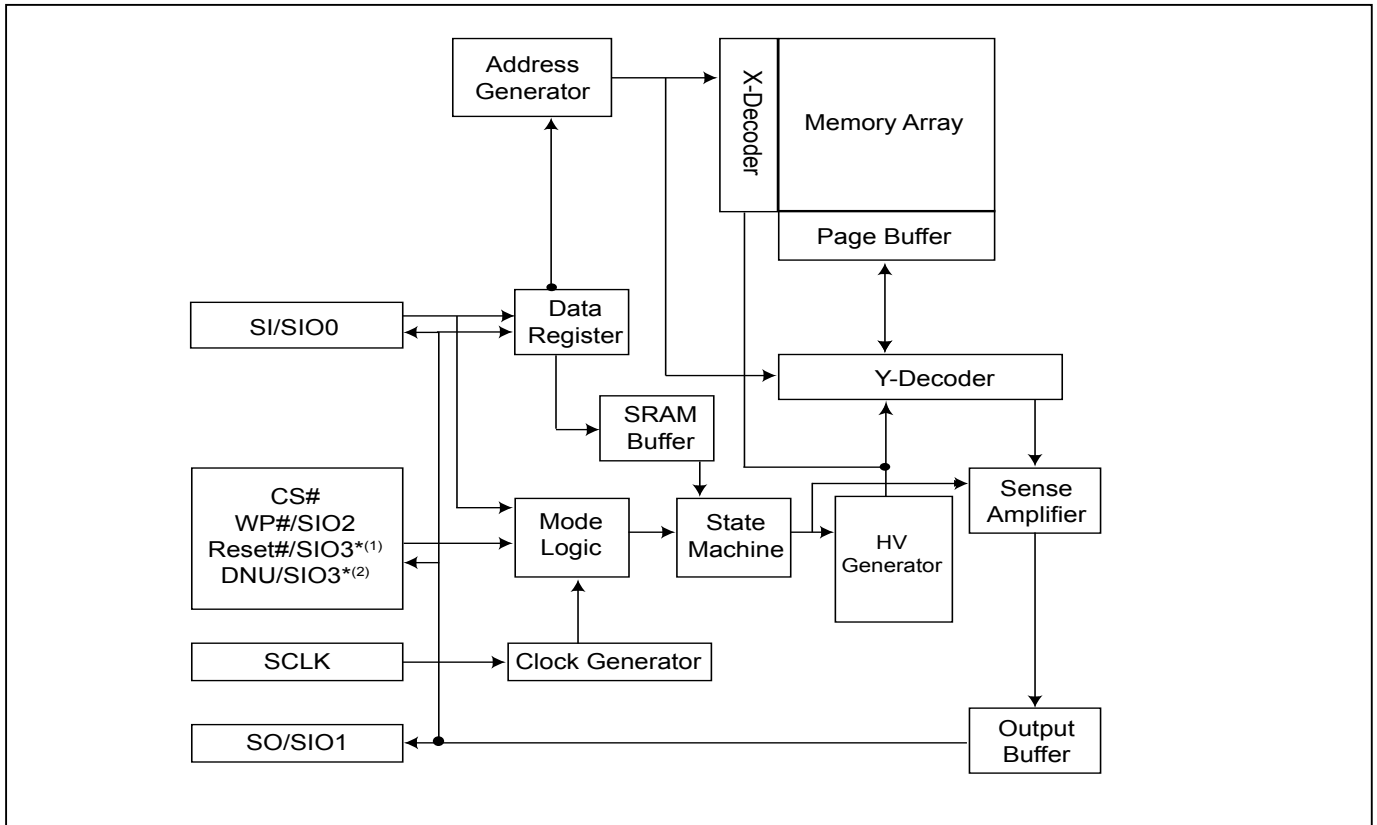 Address
Generator
X-Decoder
Memory Array
Page Buffer
SI/SIO0
Data
Register
Y-Decoder
SRAM
Buffer
CS#
WP#/SIO2
Reset#/SIO3*(1)
DNU/SIO3*(2)
Mode
Logic
State
Machine
HV
Generator
Sense
Amplifier
SCLK
Clock Generator
SO/SIO1
Output
Buffer